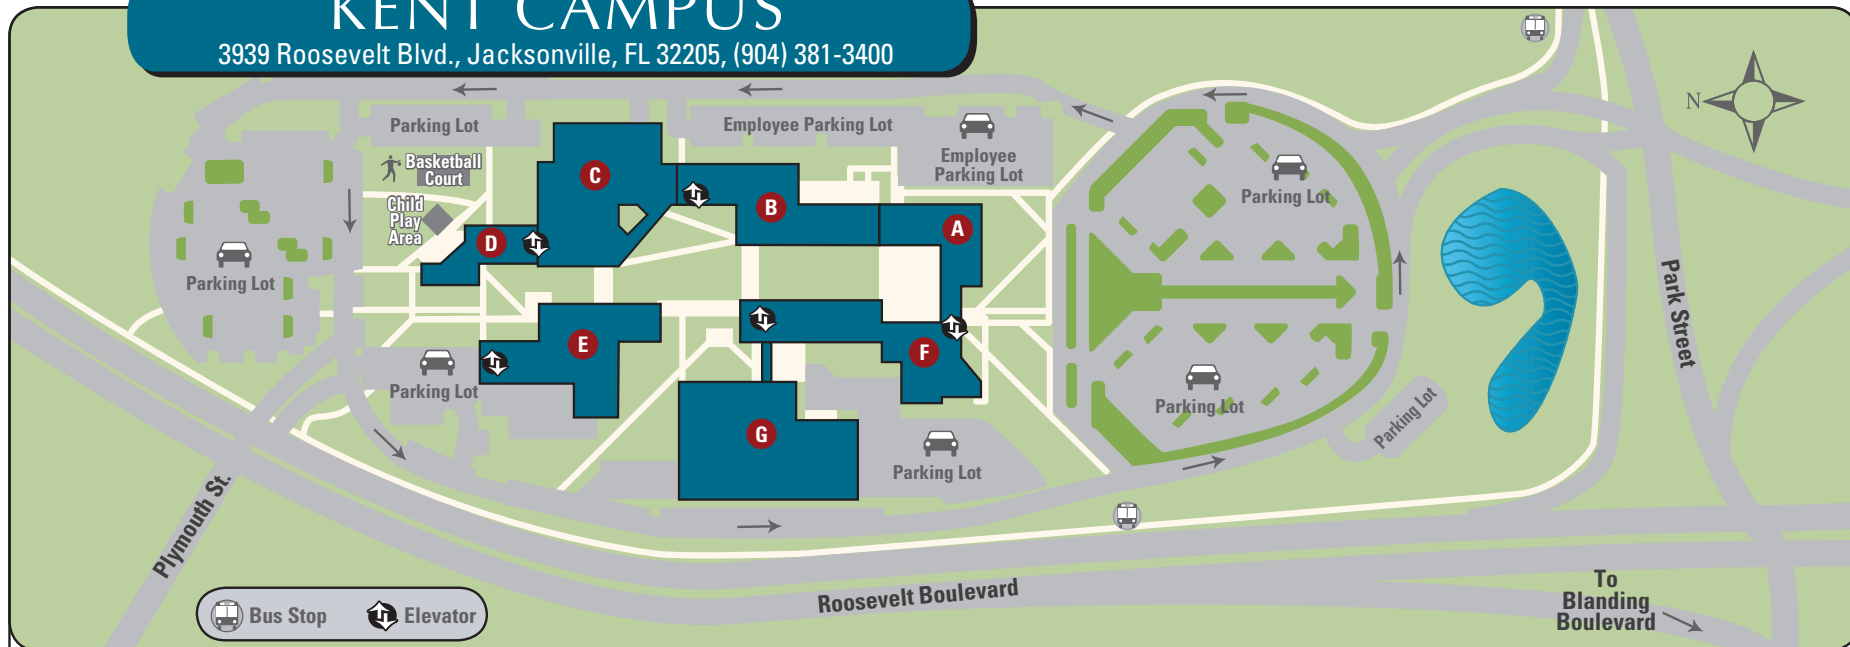 KENT CAMPUS
3939 Roosevelt Blvd., Jacksonville, FL 32205, (904) 381-3400
N
Parking Lot
Employee Parking Lot
Employee
Parking Lot
Basketball
Court
Child
Play
Area
Parking Lot
C
B
A
D
Parking Lot
Parking Lot
E
F
G
Parking Lot
Parking Lot
Parking Lot
Park Street
Parking Lot
Plymouth St.
Roosevelt Boulevard
To
Blanding
Boulevard
Bus Stop
Elevator